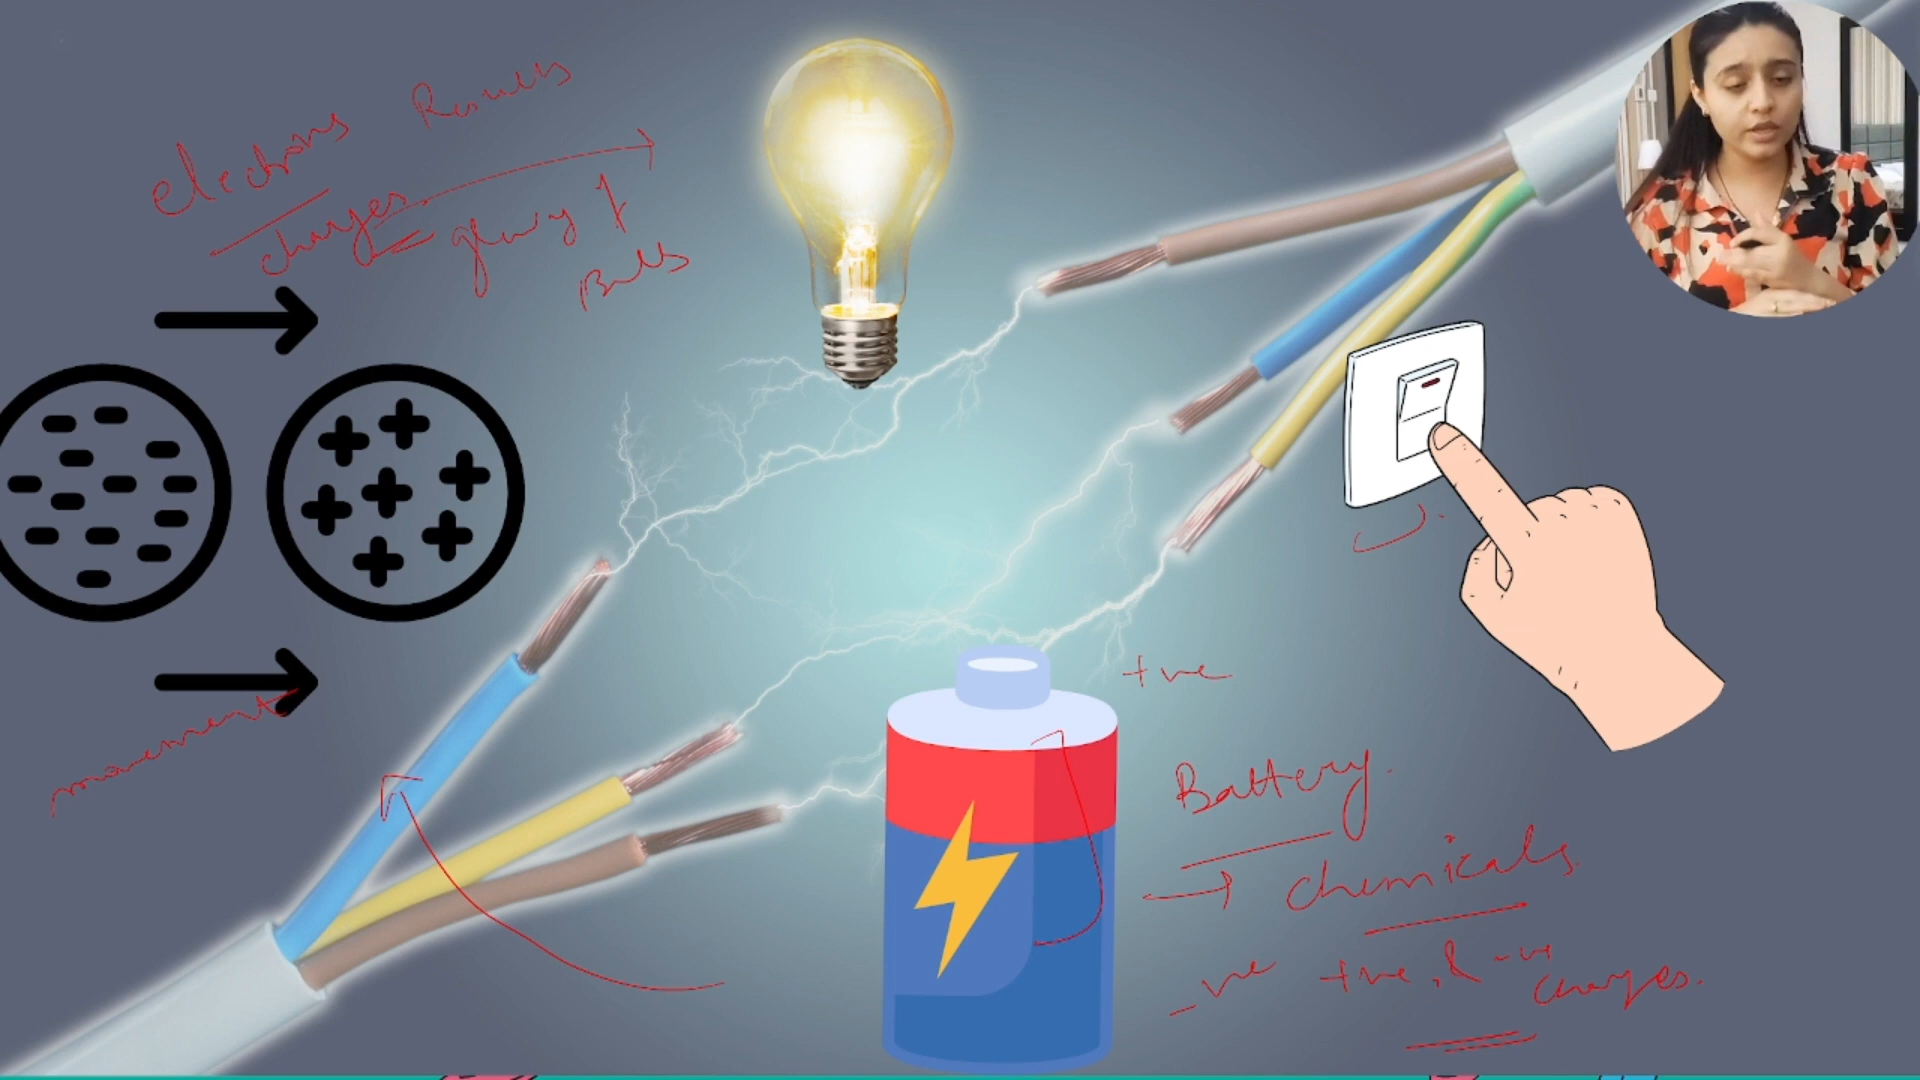 electrons Results
charges.
glowing of
Bulb
movement
+ve
Battery.
→ chemicals.
-ve +ve, & -ve
charges.